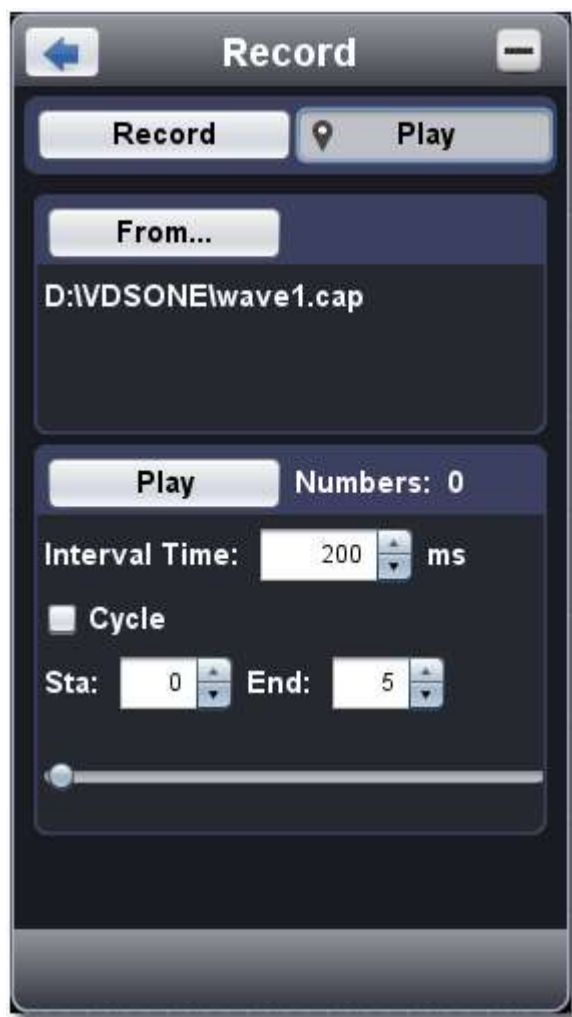 Record
Record Play
From...
D:\VDSONE\wave1.cap
Play Numbers: 0
Interval Time: 200 ms
Cycle
Sta: 0 End: 5